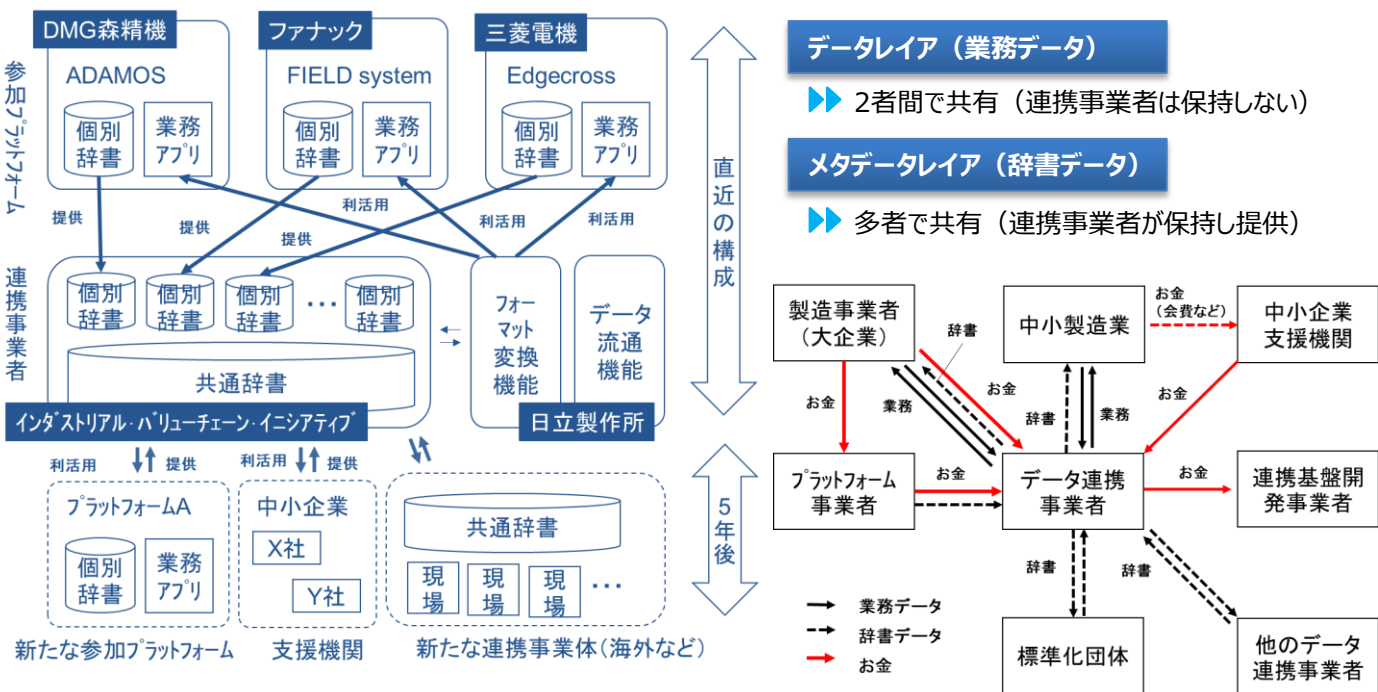 DMG森精機
ファナック
三菱電機
参加プラットフォーム
ADAMOS
FIELD system
Edgecross
個別
辞書
業務
アプリ
個別
辞書
業務
アプリ
個別
辞書
業務
アプリ
提供
提供
提供
利活用
利活用
利活用
連携事業者
個別
辞書
個別
辞書
個別
辞書
…
個別
辞書
共通辞書
インダストリアル・バリューチェーン・イニシアティブ
フォー
マット
変換
機能
データ
流通
機能
日立製作所
直近の構成
利活用
提供
利活用
提供
プラットフォームA
個別
辞書
業務
アプリ
新たな参加プラットフォーム
中小企業
X社
Y社
支援機関
共通辞書
現場
現場
現場
…
新たな連携事業体(海外など)
5年後
データレイア（業務データ）
2者間で共有（連携事業者は保持しない）
メタデータレイア（辞書データ）
多者で共有（連携事業者が保持し提供）
製造事業者
（大企業）
辞書
中小製造業
お金
（会費など）
中小企業
支援機関
お金
業務
お金
辞書
業務
お金
プラットフォーム
事業者
お金
データ連携
事業者
お金
連携基盤開
発事業者
辞書
辞書
業務データ
辞書データ
お金
標準化団体
他のデータ
連携事業者